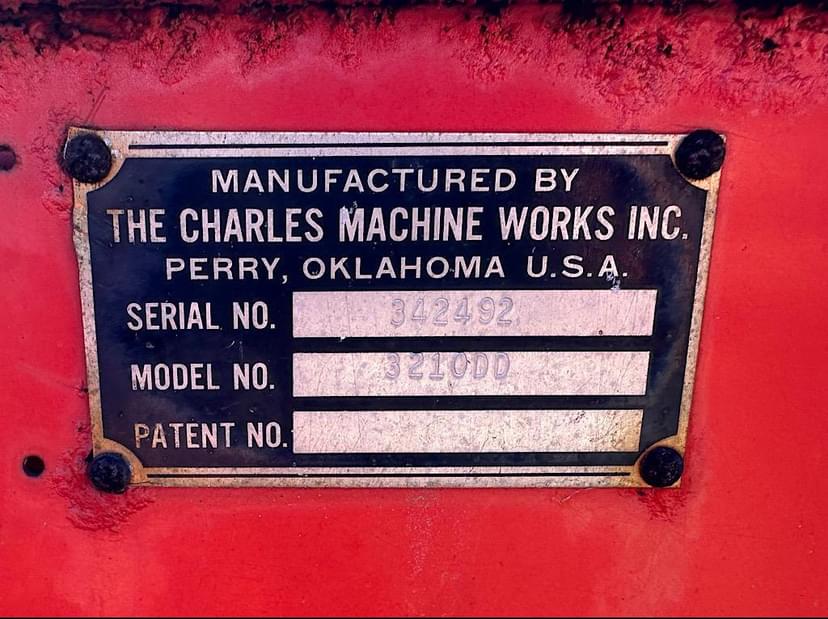 MANUFACTURED BY
THE CHARLES MACHINE WORKS INC.
PERRY, OKLAHOMA U.S.A.
SERIAL NO. 342492
MODEL NO. 3210DD
PATENT NO.